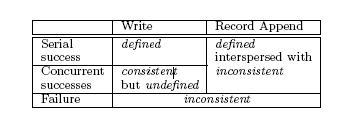 Write Record Append
Serial defined defined
success interspersed with
Concurrent consistent inconsistent
successes but undefined
Failure inconsistent